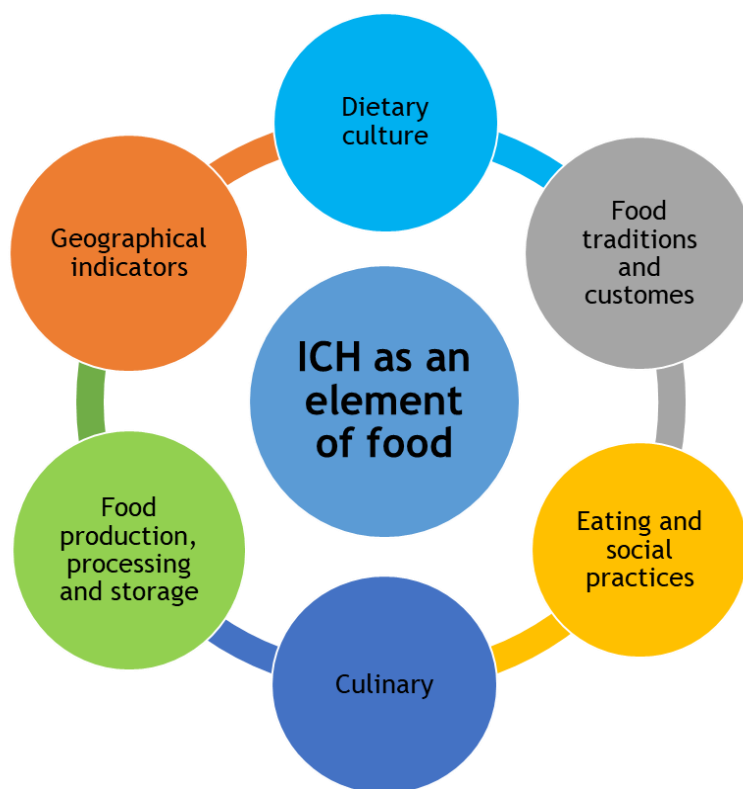 Dietary
culture
Food
traditions
and
customes
Eating and
social
practices
Culinary
Food
production,
processing
and storage
Geographical
indicators
ICH as an
element
of food